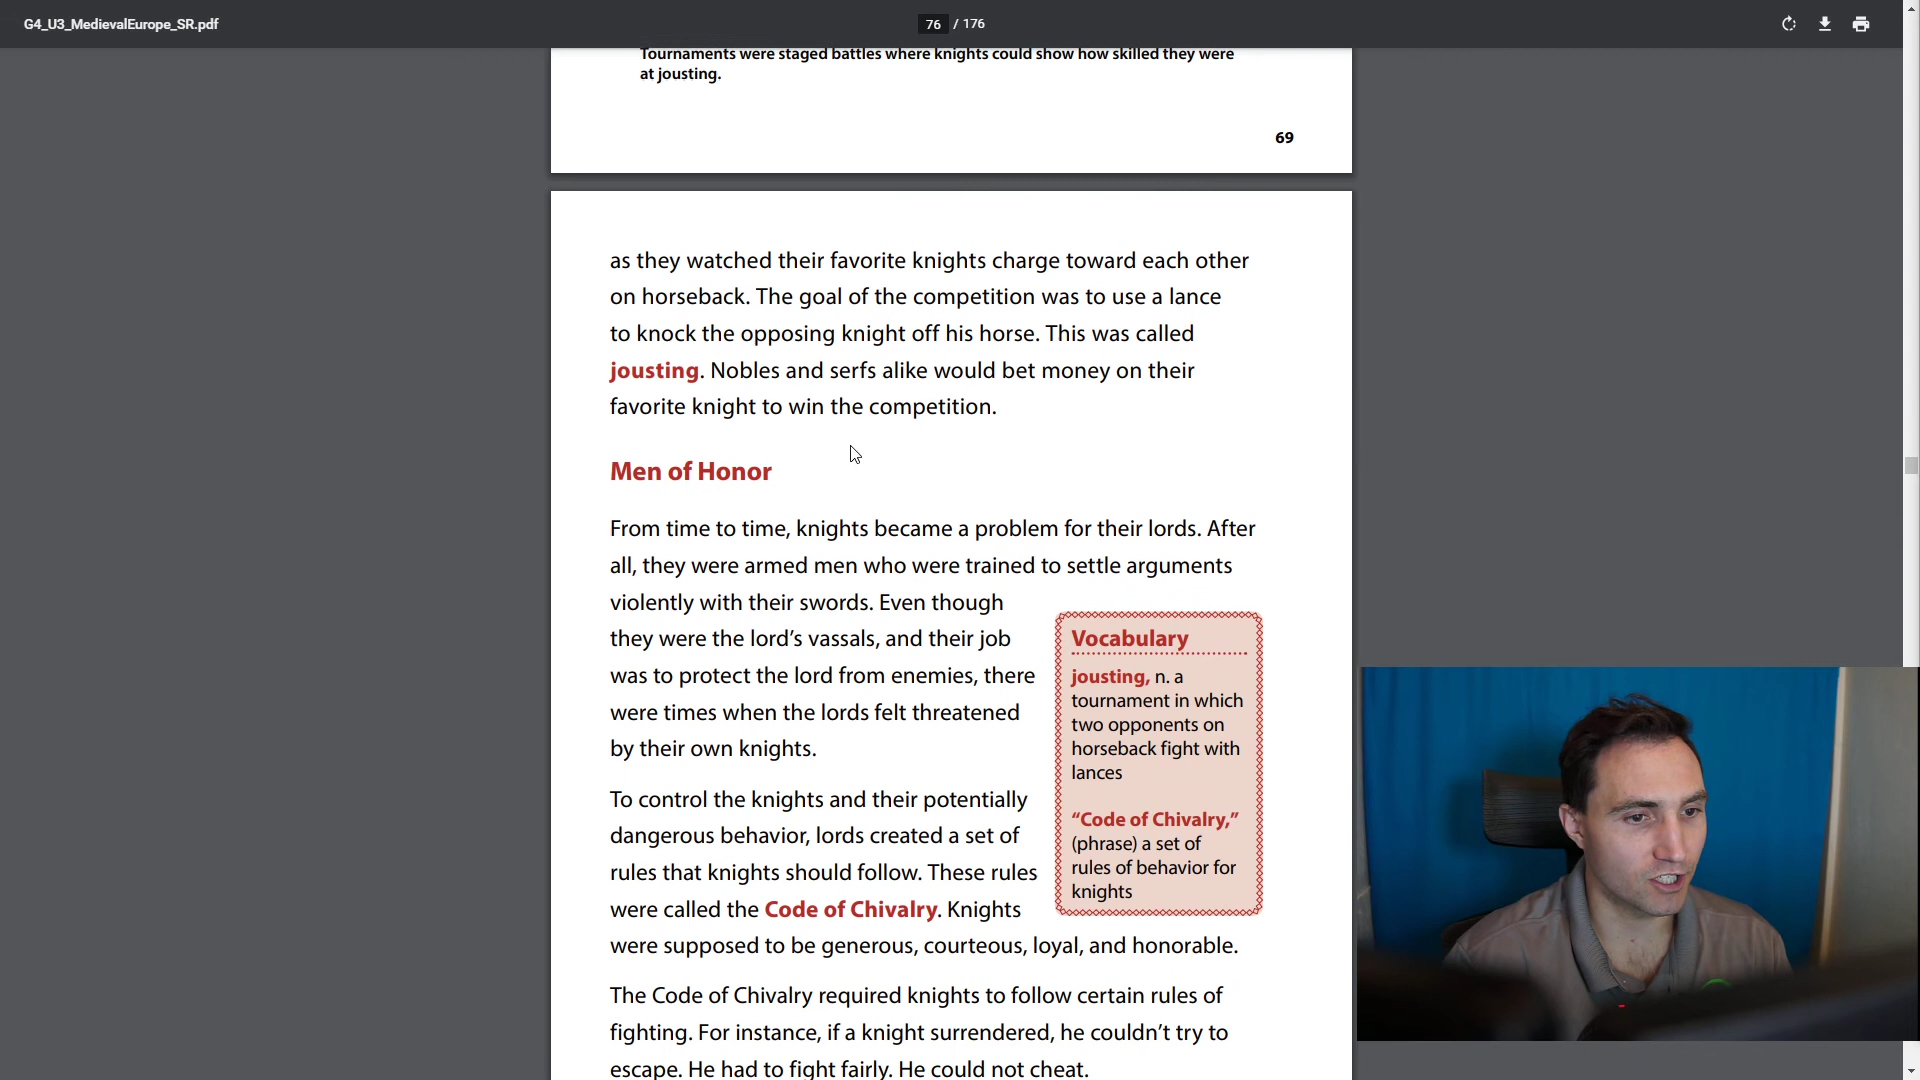 G4_U3_MedievalEurope_SR.pdf
76 / 176
Tournaments were staged battles where knights could show how skilled they were
at jousting.
69
as they watched their favorite knights charge toward each other
on horseback. The goal of the competition was to use a lance
to knock the opposing knight off his horse. This was called
jousting. Nobles and serfs alike would bet money on their
favorite knight to win the competition.
Men of Honor
From time to time, knights became a problem for their lords. After
all, they were armed men who were trained to settle arguments
violently with their swords. Even though
they were the lord’s vassals, and their job
was to protect the lord from enemies, there
were times when the lords felt threatened
by their own knights.
To control the knights and their potentially
dangerous behavior, lords created a set of
rules that knights should follow. These rules
were called the Code of Chivalry. Knights
were supposed to be generous, courteous, loyal, and honorable.
The Code of Chivalry required knights to follow certain rules of
fighting. For instance, if a knight surrendered, he couldn’t try to
escape. He had to fight fairly. He could not cheat.
Vocabulary
jousting, n. a
tournament in which
two opponents on
horseback fight with
lances
“Code of Chivalry,”
(phrase) a set of
rules of behavior for
knights